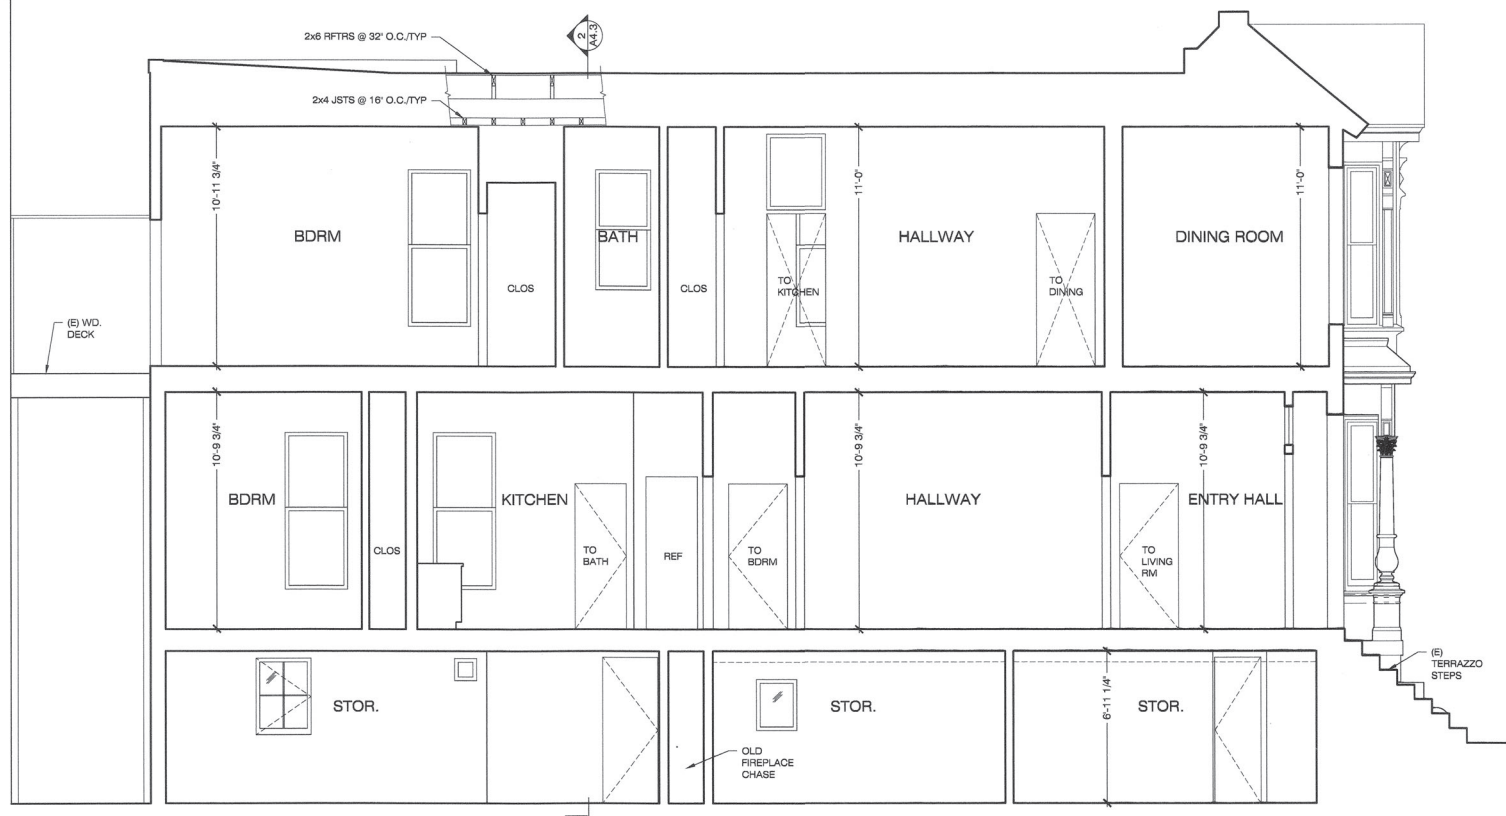 2x6 RFTRS @ 32" O.C./TYP
2
A4.3
2x4 JSTS @ 16" O.C./TYP
10'-11 3/4"
11'-0"
11'-0"
BDRM
BATH
HALLWAY
DINING ROOM
CLOS
CLOS
TO
KITCHEN
TO
DINING
(E) WD.
DECK
10'-9 3/4"
10'-9 3/4"
10'-9 3/4"
BDRM
KITCHEN
HALLWAY
ENTRY HALL
CLOS
TO
BATH
REF
TO
BDRM
TO
LIVING
RM
(E)
TERRAZZO
STEPS
6'-11 1/4"
STOR.
STOR.
STOR.
OLD
FIREPLACE
CHASE